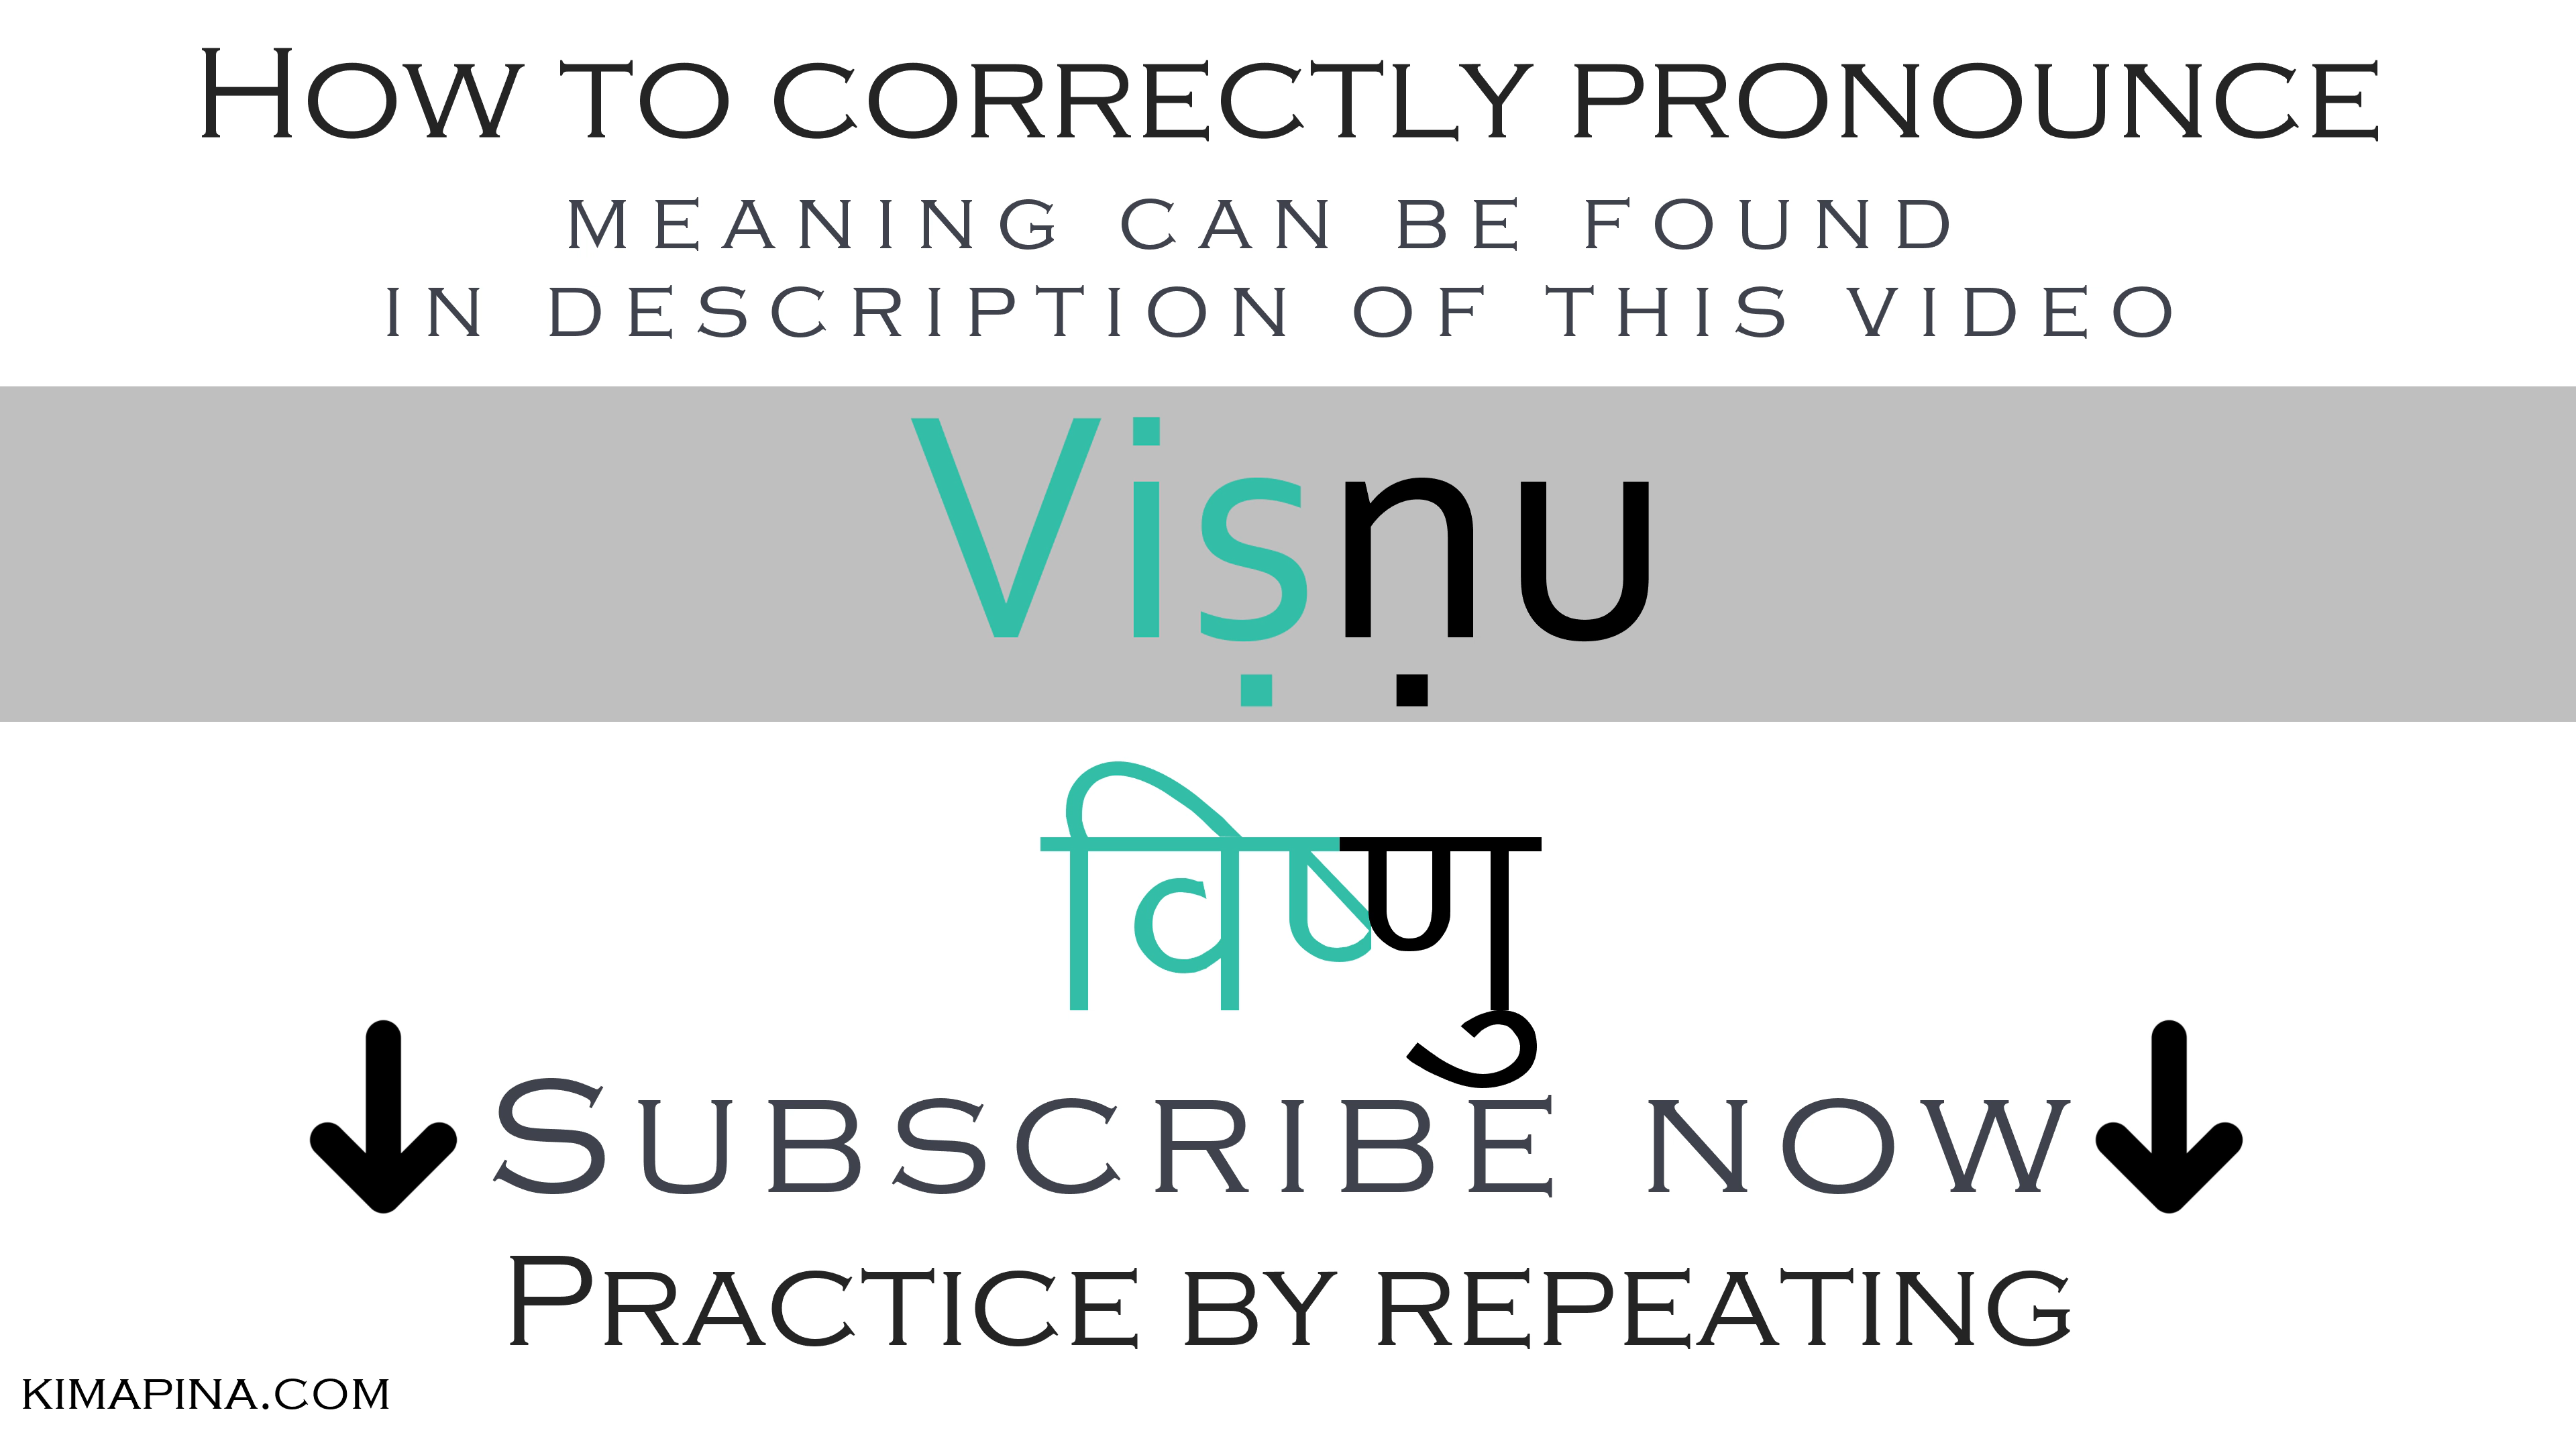 How to correctly pronounce
meaning can be found
in description of this video
Viṣṇu
विष्णु
Subscribe now
Practice by repeating
kimapina.com